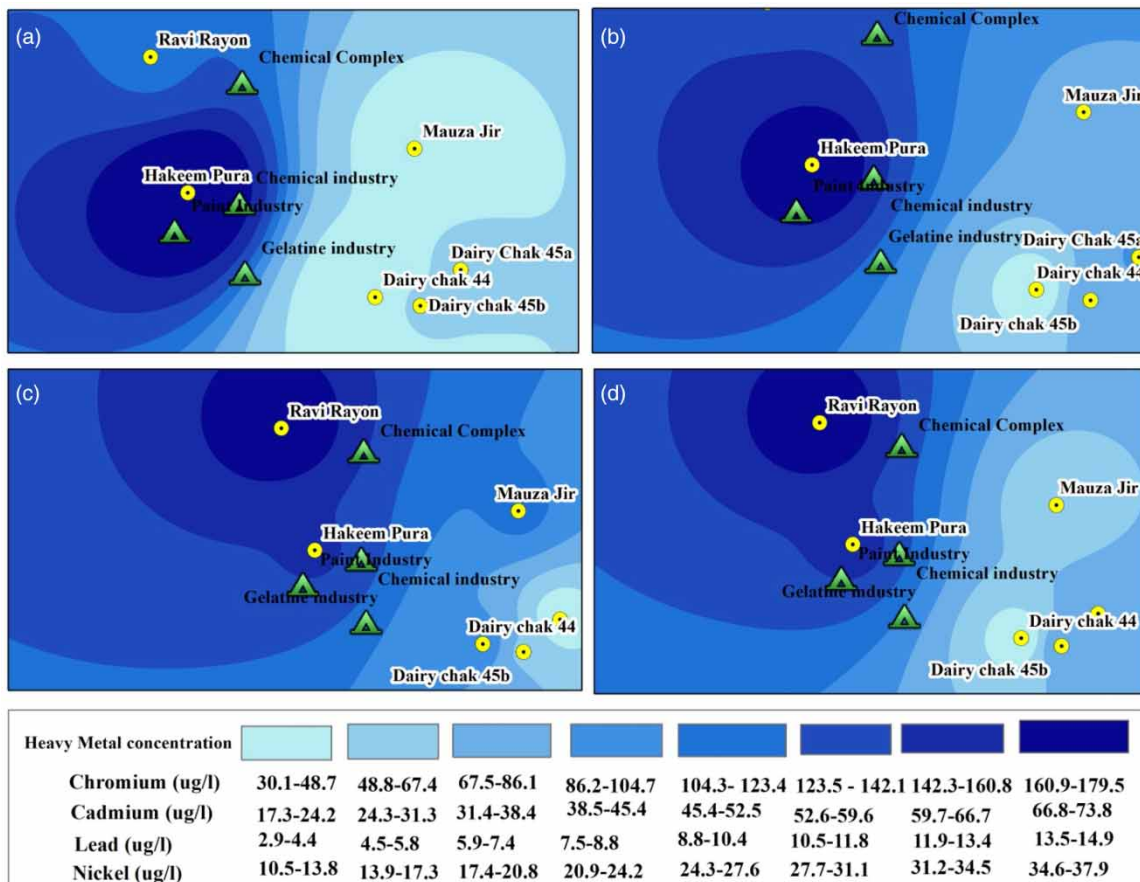 (a)
Ravi Rayon
Chemical Complex
Mauza Jir
Hakeem Pura
Chemical industry
Paint Industry
Gelatine industry
Dairy Chak 45a
Dairy chak 44
Dairy chak 45b
(b)
Chemical Complex
Mauza Jir
Hakeem Pura
Paint Industry
Chemical industry
Gelatine industry
Dairy Chak 45a
Dairy chak 44
Dairy chak 45b
(c)
Ravi Rayon
Chemical Complex
Mauza Jir
Hakeem Pura
Paint Industry
Chemical industry
Gelatine industry
Dairy chak 44
Dairy chak 45b
(d)
Ravi Rayon
Chemical Complex
Mauza Jir
Hakeem Pura
Paint Industry
Chemical industry
Gelatine industry
Dairy chak 44
Dairy chak 45b
Heavy Metal concentration
Chromium (ug/l) 30.1-48.7 48.8-67.4 67.5-86.1 86.2-104.7 104.3- 123.4 123.5 - 142.1 142.3-160.8 160.9-179.5
Cadmium (ug/l) 17.3-24.2 24.3-31.3 31.4-38.4 38.5-45.4 45.4-52.5 52.6-59.6 59.7-66.7 66.8-73.8
Lead (ug/l) 2.9-4.4 4.5-5.8 5.9-7.4 7.5-8.8 8.8-10.4 10.5-11.8 11.9-13.4 13.5-14.9
Nickel (ug/l) 10.5-13.8 13.9-17.3 17.4-20.8 20.9-24.2 24.3-27.6 27.7-31.1 31.2-34.5 34.6-37.9